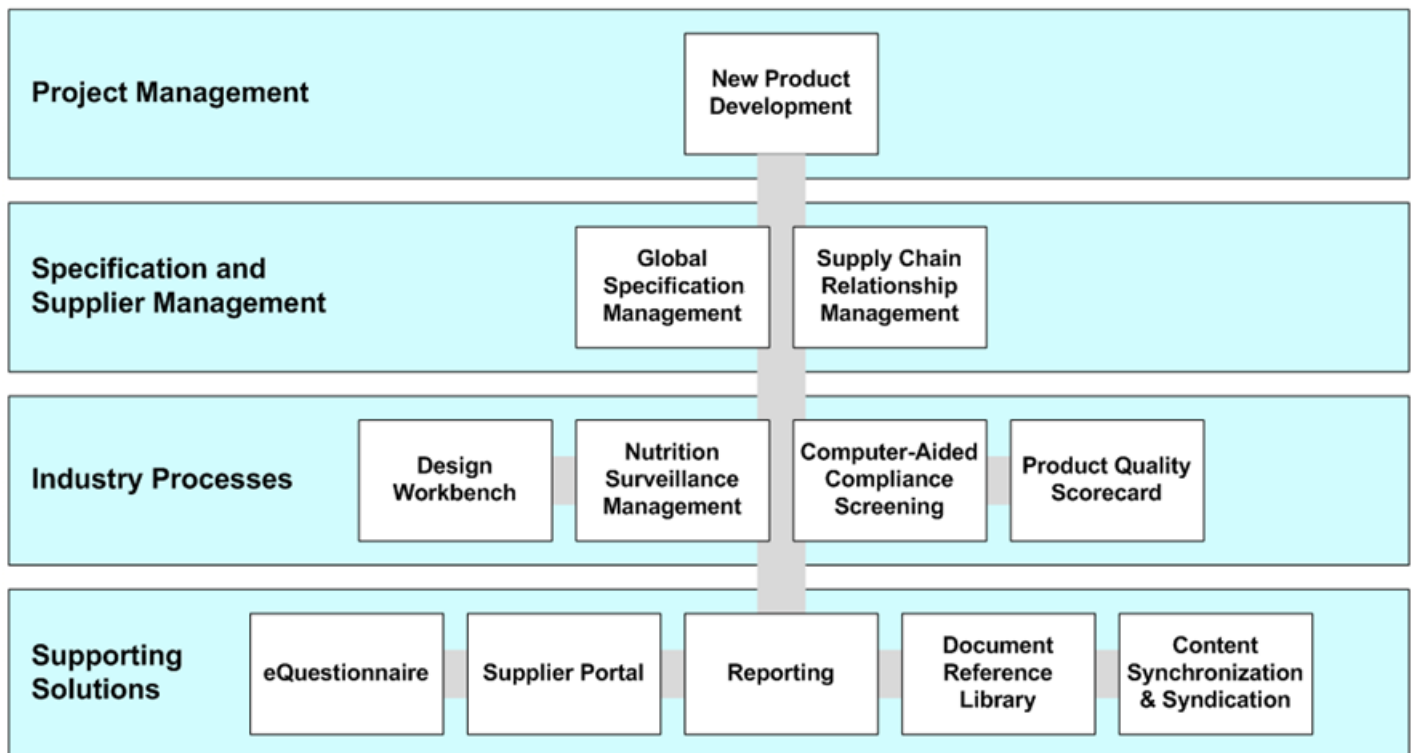 Project Management
New Product
Development
Specification and
Supplier Management
Global
Specification
Management
Supply Chain
Relationship
Management
Industry Processes
Design
Workbench
Nutrition
Surveillance
Management
Computer-Aided
Compliance
Screening
Product Quality
Scorecard
Supporting
Solutions
eQuestionnaire
Supplier Portal
Reporting
Document
Reference
Library
Content
Synchronization
& Syndication